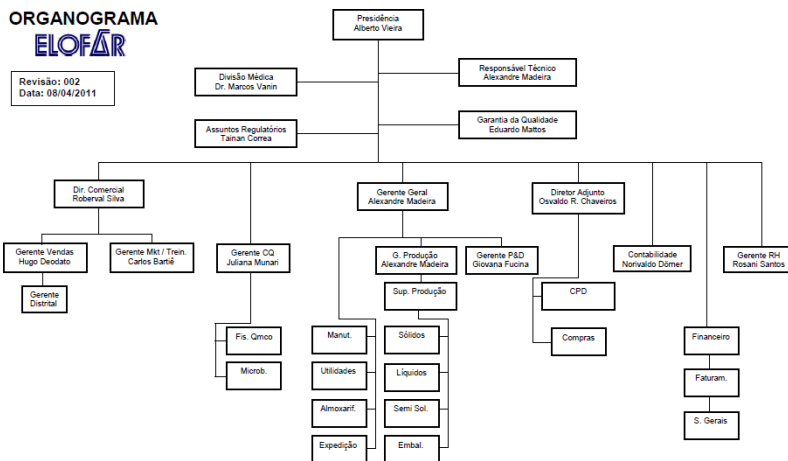 ORGANOGRAMA
ELOFAR
Revisão: 002
Data: 08/04/2011
Presidência
Alberto Vieira
Divisão Médica
Dr. Marcos Vanin
Responsável Técnico
Alexandre Madeira
Assuntos Regulatórios
Tainan Correa
Garantia da Qualidade
Eduardo Mattos
Dir. Comercial
Roberval Silva
Gerente Geral
Alexandre Madeira
Diretor Adjunto
Osvaldo R. Chaveiros
Gerente Vendas
Hugo Deodato
Gerente Mkt / Trein.
Carlos Bartiê
Gerente CQ
Juliana Munari
G. Produção
Alexandre Madeira
Gerente P&D
Giovana Fucina
Contabilidade
Norivaldo Dömer
Gerente RH
Rosani Santos
Gerente
Distrital
Sup. Produção
CPD
Fis. Qmco
Manut.
Sólidos
Compras
Financeiro
Microb.
Utilidades
Líquidos
Faturam.
Almoxarif.
Semi Sol.
S. Gerais
Expedição
Embal.